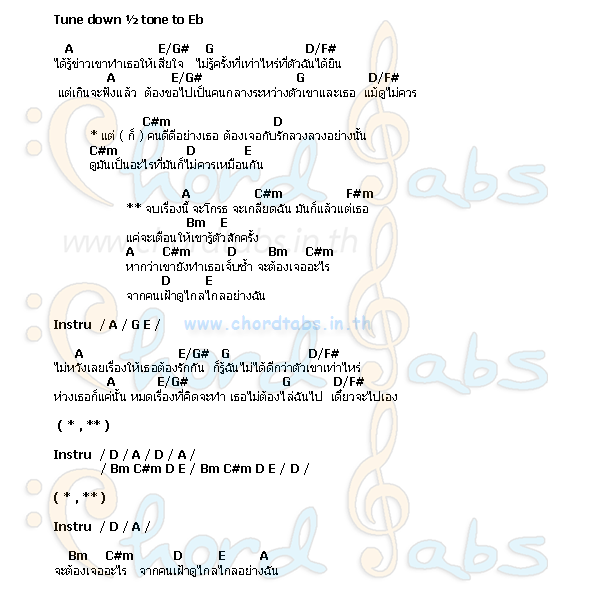 Tune down ½ tone to Eb
A E/G# G D/F#
ได้รู้ข่าวเขาทำเธอให้เสียใจ ไม่รู้ครั้งที่เท่าไหร่ที่ตัวฉันได้ยิน
A E/G# G D/F#
แต่เกินจะฟังแล้ว ต้องขอไปเป็นคนกลางระหว่างตัวเขาและเธอ แม้ดูไม่ควร
C#m D
* แต่ ( ก็ ) คนดีดีอย่างเธอ ต้องเจอกับรักลวงลวงอย่างนั้น
C#m D E
ดูมันเป็นอะไรที่มันก็ไม่ควรเหมือนกัน
A C#m F#m
** จบเรื่องนี้ จะโกรธ จะเกลียดฉัน มันก็แล้วแต่เธอ
Bm E
แค่จะเตือนให้เขารู้ตัวสักครั้ง
A C#m D Bm C#m
หากว่าเขายังทำเธอเจ็บช้ำ จะต้องเจออะไร
D E
จากคนเฝ้าดูไกลไกลอย่างฉัน
Instru / A / G E /
www.chordtabs.in.th
A E/G# G D/F#
ไม่หวังเลยเรื่องให้เธอต้องรักกัน ก็รู้ฉันไม่ได้ดีกว่าตัวเขาเท่าไหร่
A E/G# G D/F#
ห่วงเธอก็แค่นั้น หมดเรื่องที่คิดจะทำ เธอไม่ต้องไล่ฉันไป เดี๋ยวจะไปเอง
( * , ** )
Instru / D / A / D / A /
/ Bm C#m D E / Bm C#m D E / D /
( * , ** )
Instru / D / A /
Bm C#m D E A
จะต้องเจออะไร จากคนเฝ้าดูไกลไกลอย่างฉัน